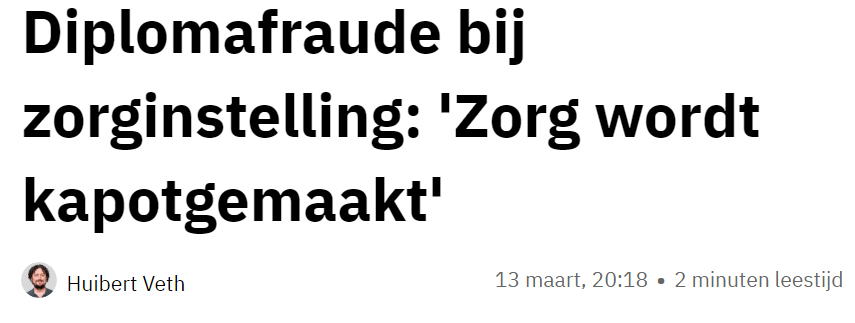 Diplomafraude bij
zorginstelling: 'Zorg wordt
kapotgemaakt'
Huibert Veth
13 maart, 20:18 • 2 minuten leestijd